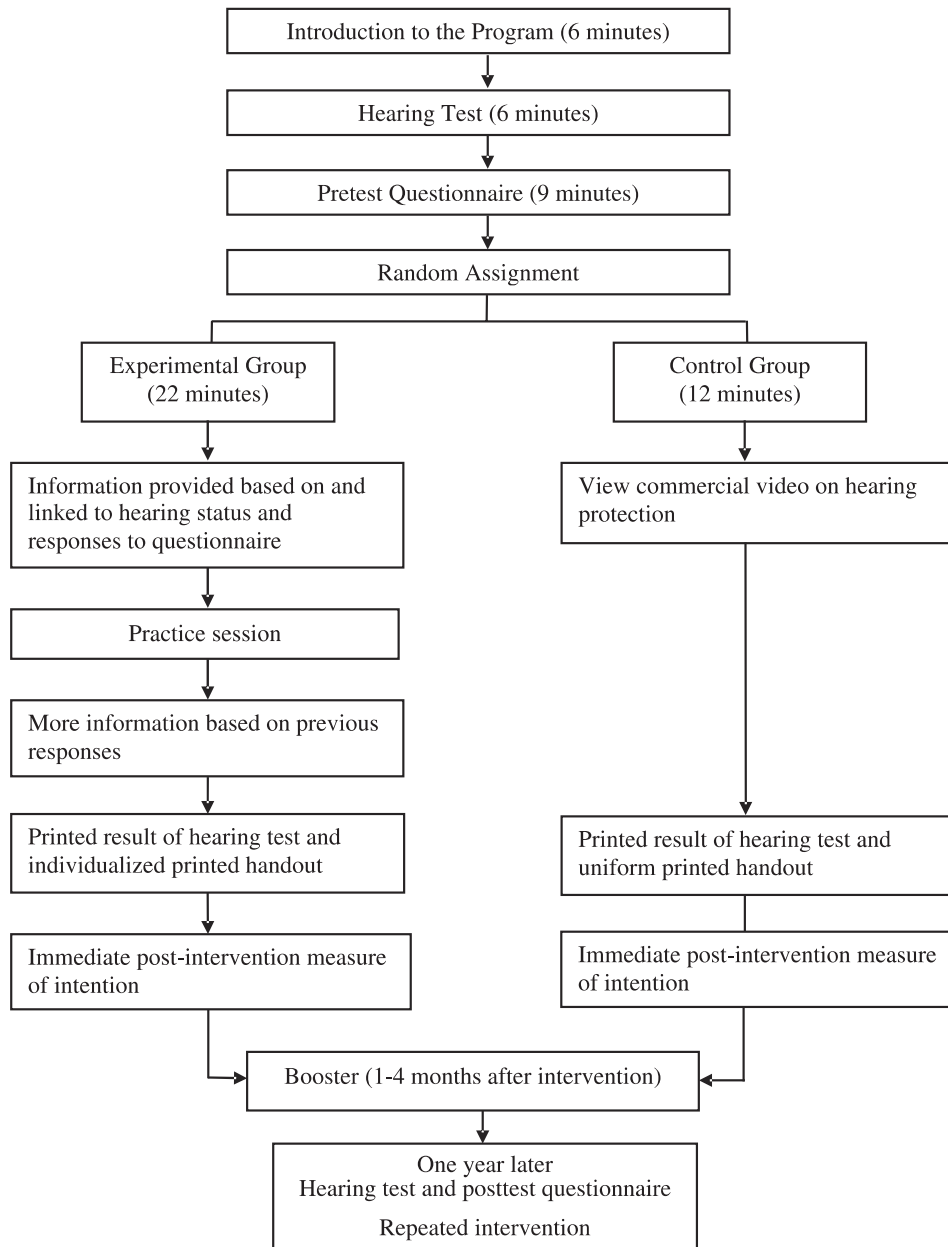 Introduction to the Program (6 minutes)
Hearing Test (6 minutes)
Pretest Questionnaire (9 minutes)
Random Assignment
Experimental Group
(22 minutes)
Control Group
(12 minutes)
Information provided based on and
linked to hearing status and
responses to questionnaire
View commercial video on hearing
protection
Practice session
More information based on previous
responses
Printed result of hearing test and
individualized printed handout
Printed result of hearing test and
uniform printed handout
Immediate post-intervention measure
of intention
Immediate post-intervention measure
of intention
Booster (1-4 months after intervention)
One year later
Hearing test and posttest questionnaire
Repeated intervention